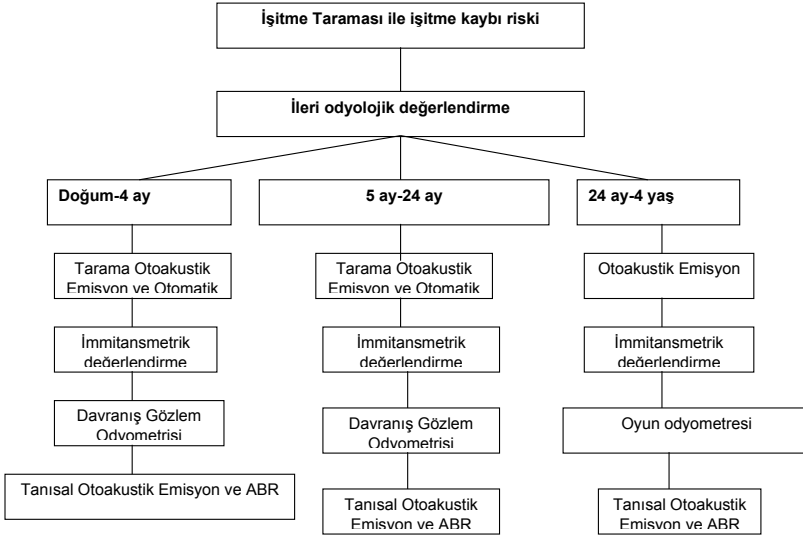 İşitme Taraması ile işitme kaybı riski
İleri odyolojik değerlendirme
Doğum-4 ay
5 ay-24 ay
24 ay-4 yaş
Tarama Otoakustik
Emisyon ve Otomatik
Tarama Otoakustik
Emisyon ve Otomatik
Otoakustik Emisyon
İmmitansmetrik
değerlendirme
İmmitansmetrik
değerlendirme
İmmitansmetrik
değerlendirme
Davranış Gözlem
Odyometrisi
Davranış Gözlem
Odyometrisi
Oyun odyometresi
Tanısal Otoakustik Emisyon ve ABR
Tanısal Otoakustik
Emisyon ve ABR
Tanısal Otoakustik
Emisyon ve ABR